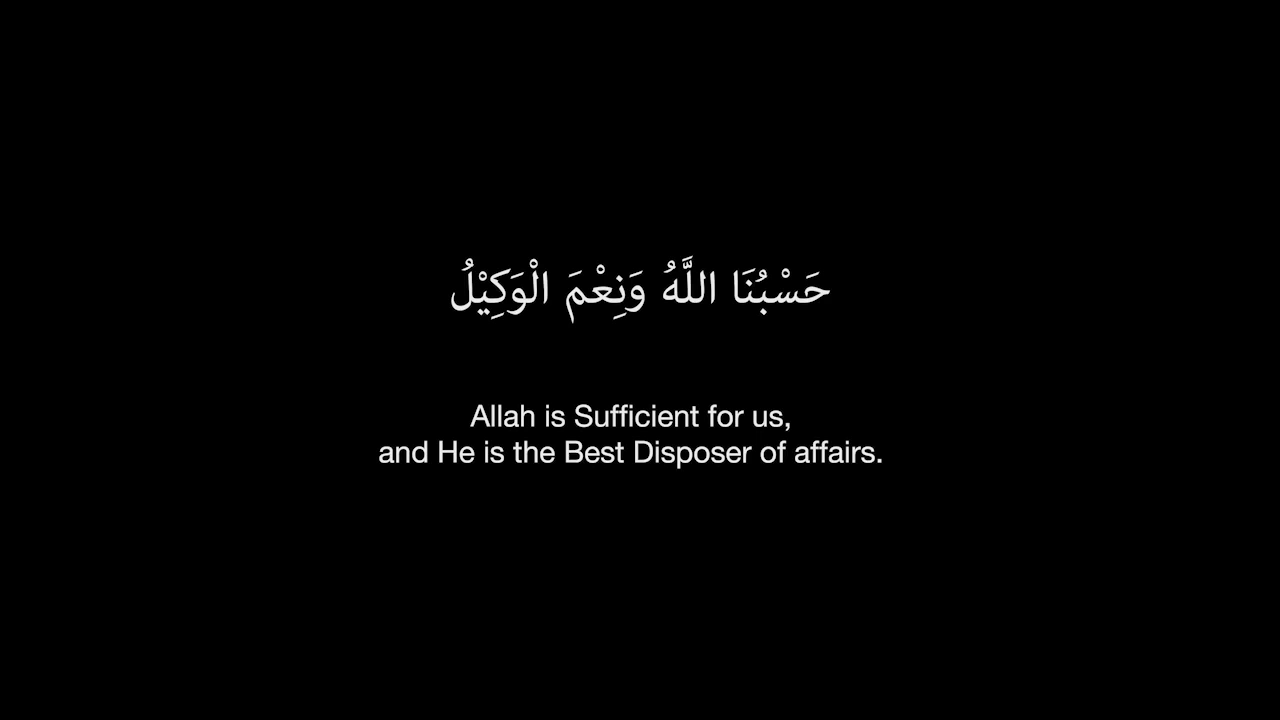 حَسْبُنَا اللَّهُ وَنِعْمَ الْوَكِيْلُ
Allah is Sufficient for us,
and He is the Best Disposer of affairs.